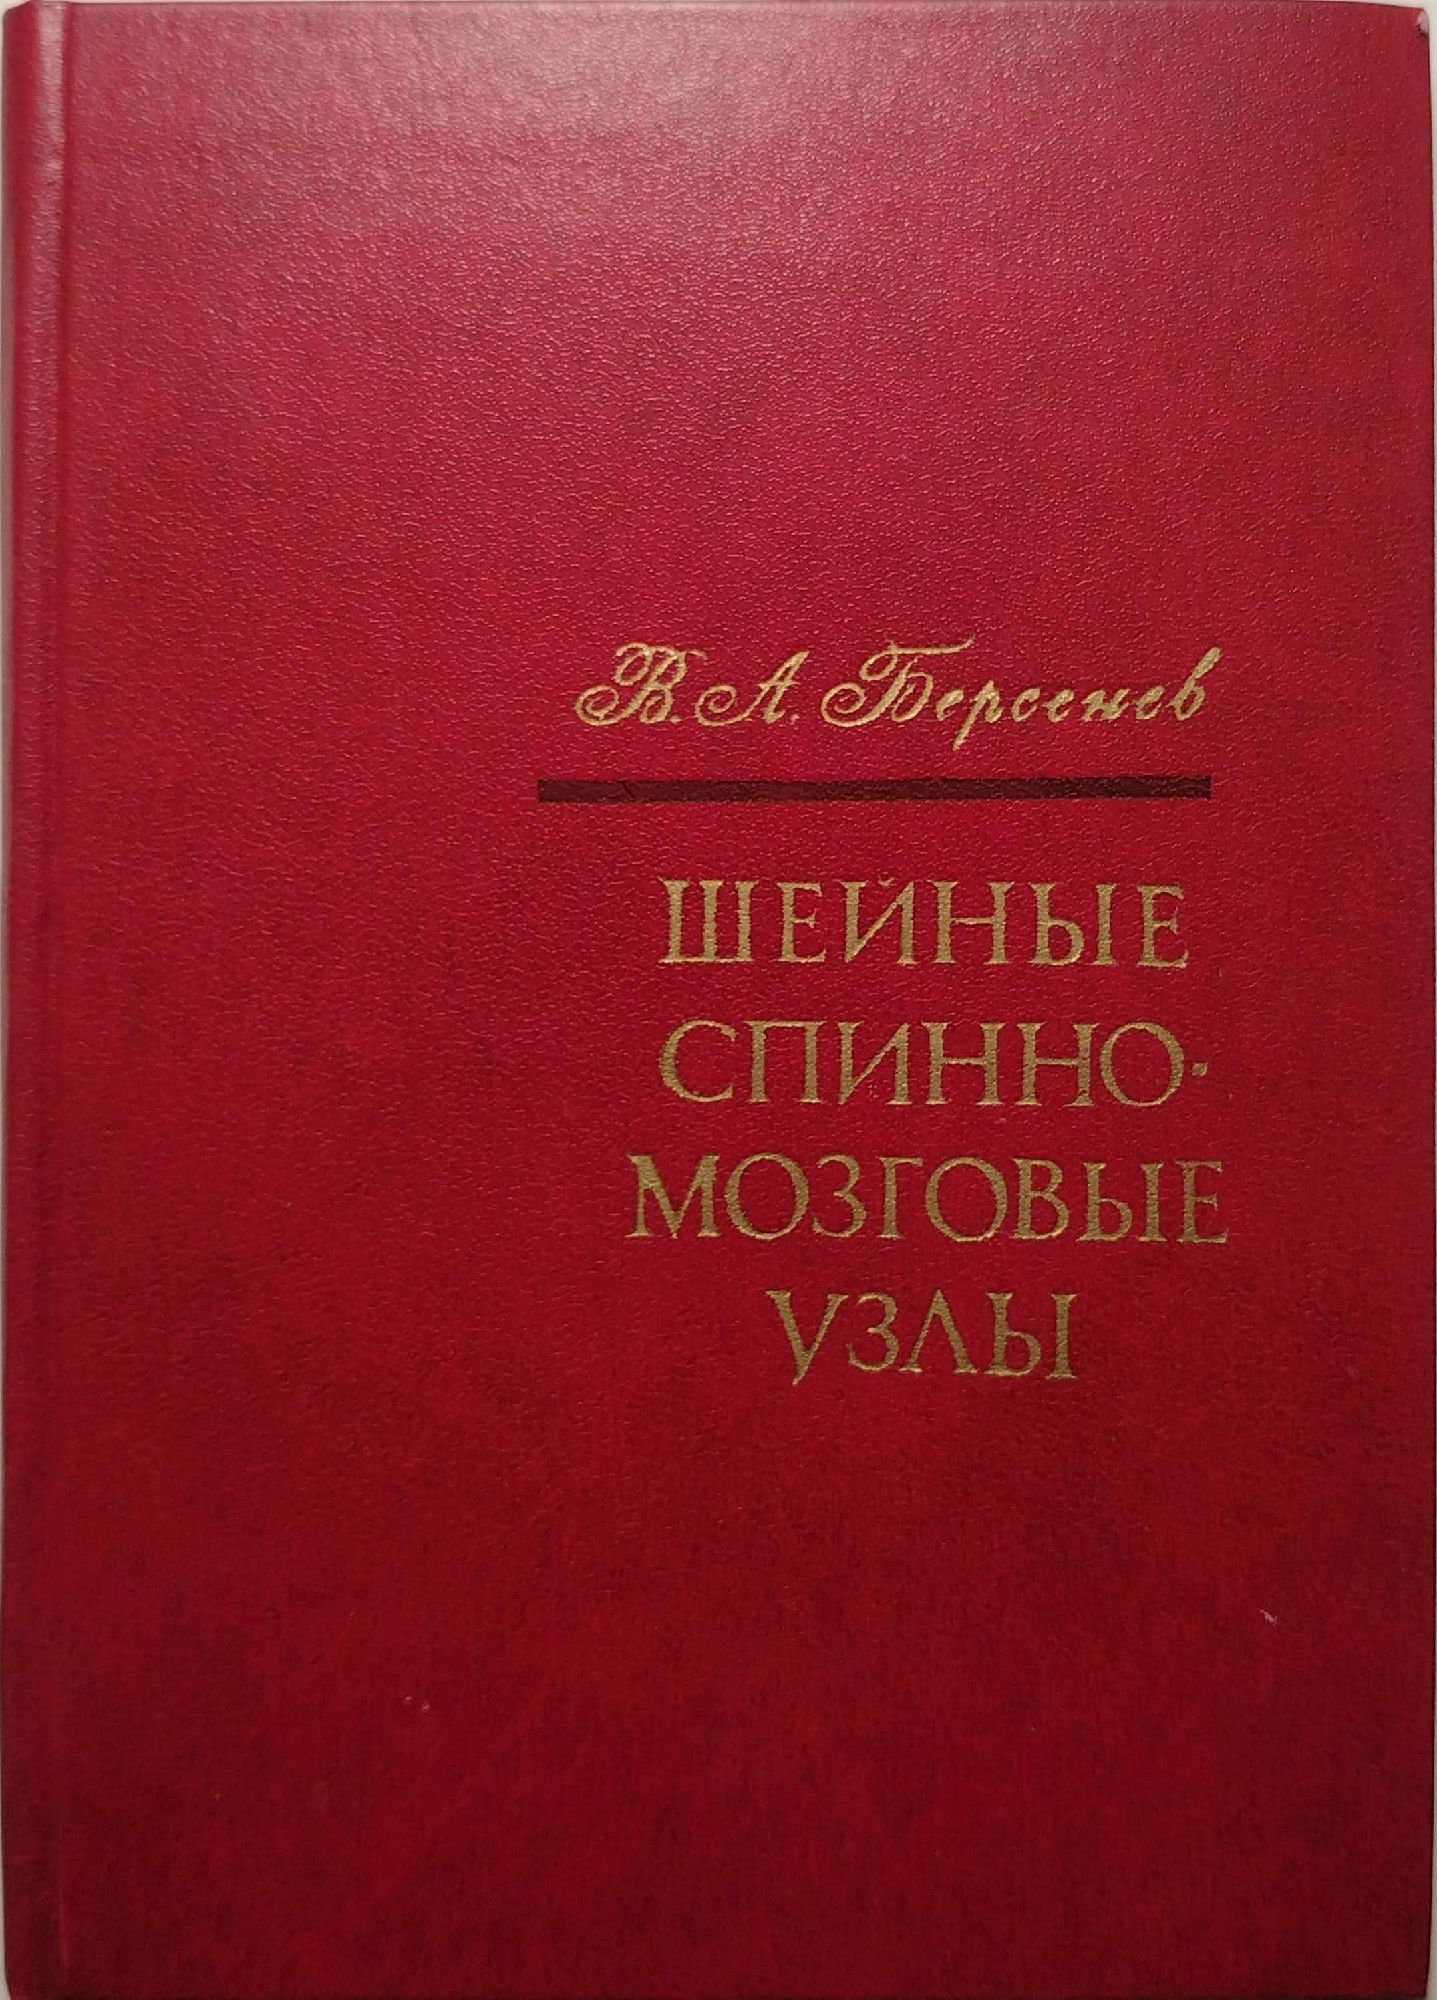 В. А. Берсенев
ШЕЙНЫЕ
СПИННО-
МОЗГОВЫЕ
УЗЛЫ